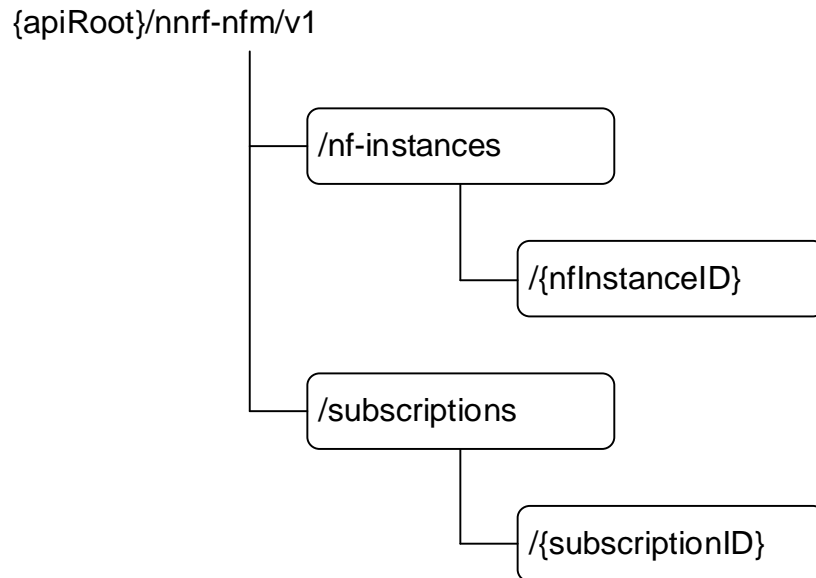 {apiRoot}/nnrf-nfm/v1
/nf-instances
/{nfInstanceID}
/subscriptions
/{subscriptionID}